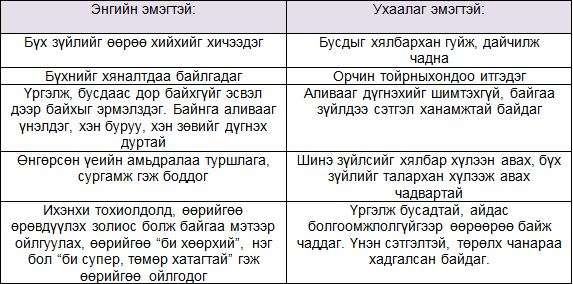 Энгийн эмэгтэй:
Ухаалаг эмэгтэй:
Бүх зүйлийг өөрөө хийхийг хичээдэг
Бусдыг хялбархан гуйж, дайчилж
чадна
Бүхнийг хяналтдаа байлгадаг
Орчин тойрныхондоо итгэдэг
Үргэлж, бусдаас дор байхгүйг эсвэл
дээр байхыг эрмэлздэг. Байнга аливааг
үнэлдэг, хэн буруу, хэн зөвийг дүгнэх
дуртай
Аливааг дүгнэхийг шимтэхгүй, байгаа
зүйлдээ сэтгэл ханамжтай байдаг
Өнгөрсөн үеийн амьдралаа туршлага,
сургамж гэж боддог
Шинэ зүйлсийг хялбар хүлээн авах, бүх
зүйлийг талархан хүлээж авах
чадвартай
Ихэнхи тохиолдолд, өөрийгөө
өрөвдүүлэх золиос болж байгаа мэтээр
ойлгуулах, өөрийгөө “би хөөрхий”, нэг
бол “би супер, төмөр хатагтай” гэж
өөрийгөө ойлгодог
Үргэлж бусадтай, айдас
болгоомжлолгүйгээр өөрөөрөө байж
чаддаг. Үнэн сэтгэлтэй, төрөлх чанараа
хадгалсан байдаг.